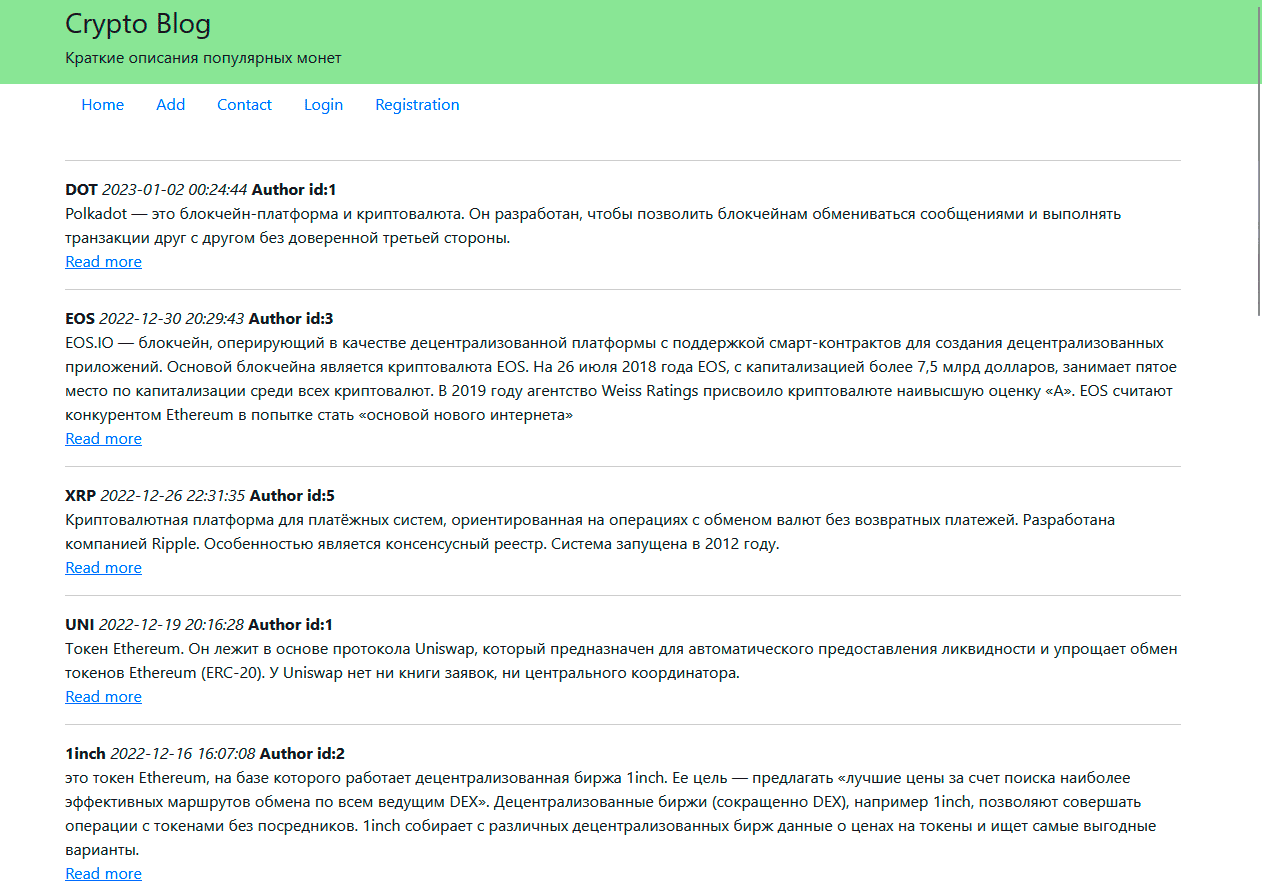 Crypto Blog
Краткие описания популярных монет
Home Add Contact Login Registration
DOT 2023-01-02 00:24:44 Author id:1
Polkadot — это блокчейн-платформа и криптовалюта. Он разработан, чтобы позволить блокчейнам обмениваться сообщениями и выполнять
транзакции друг с другом без доверенной третьей стороны.
Read more
EOS 2022-12-30 20:29:43 Author id:3
EOS.IO — блокчейн, оперирующий в качестве децентрализованной платформы с поддержкой смарт-контрактов для создания децентрализованных
приложений. Основой блокчейна является криптовалюта EOS. На 26 июля 2018 года EOS, с капитализацией более 7,5 млрд долларов, занимает пятое
место по капитализации среди всех криптовалют. В 2019 году агентство Weiss Ratings присвоило криптовалюте наивысшую оценку «A». EOS считают
конкурентом Ethereum в попытке стать «основой нового интернета»
Read more
XRP 2022-12-26 22:31:35 Author id:5
Криптовалютная платформа для платёжных систем, ориентированная на операциях с обменом валют без возвратных платежей. Разработана
компанией Ripple. Особенностью является консенсусный реестр. Система запущена в 2012 году.
Read more
UNI 2022-12-19 20:16:28 Author id:1
Токен Ethereum. Он лежит в основе протокола Uniswap, который предназначен для автоматического предоставления ликвидности и упрощает обмен
токенов Ethereum (ERC-20). У Uniswap нет ни книги заявок, ни центрального координатора.
Read more
1inch 2022-12-16 16:07:08 Author id:2
это токен Ethereum, на базе которого работает децентрализованная биржа 1inch. Ее цель — предлагать «лучшие цены за счет поиска наиболее
эффективных маршрутов обмена по всем ведущим DEX». Децентрализованные биржи (сокращенно DEX), например 1inch, позволяют совершать
операции с токенами без посредников. 1inch собирает с различных децентрализованных бирж данные о ценах на токены и ищет самые выгодные
варианты.
Read more